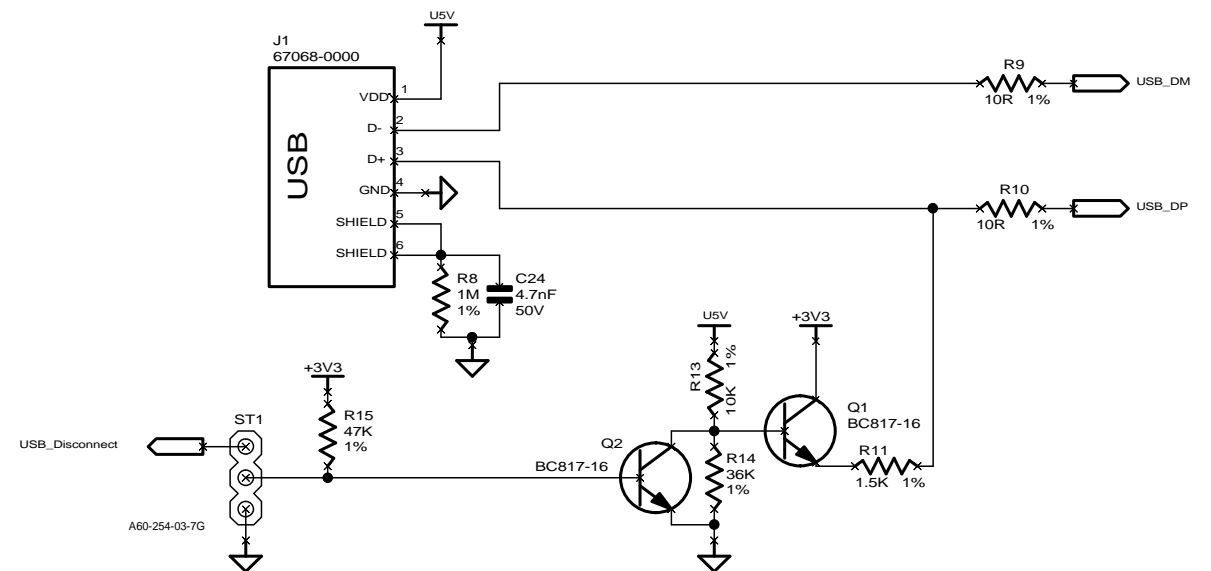 U5V
J1
67068-0000
USB
VDD 1
D- 2
D+ 3
GND 4
SHIELD 5
SHIELD 6
R9
10R 1%
USB_DM
R10
10R 1%
USB_DP
R8
1M
1%
C24
4.7nF
50V
+3V3
R15
47K
1%
ST1
USB_Disconnect
A60-254-03-7G
Q2
BC817-16
U5V
R13
10K
1%
R14
36K
1%
+3V3
Q1
BC817-16
R11
1.5K 1%